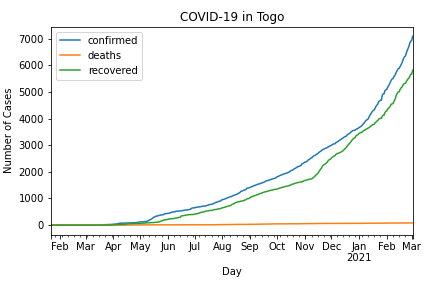 COVID-19 in Togo
confirmed
deaths
recovered
Number of Cases
7000
6000
5000
4000
3000
2000
1000
0
Feb Mar Apr May Jun Jul Aug Sep Oct Nov Dec Jan Feb Mar
2021
Day